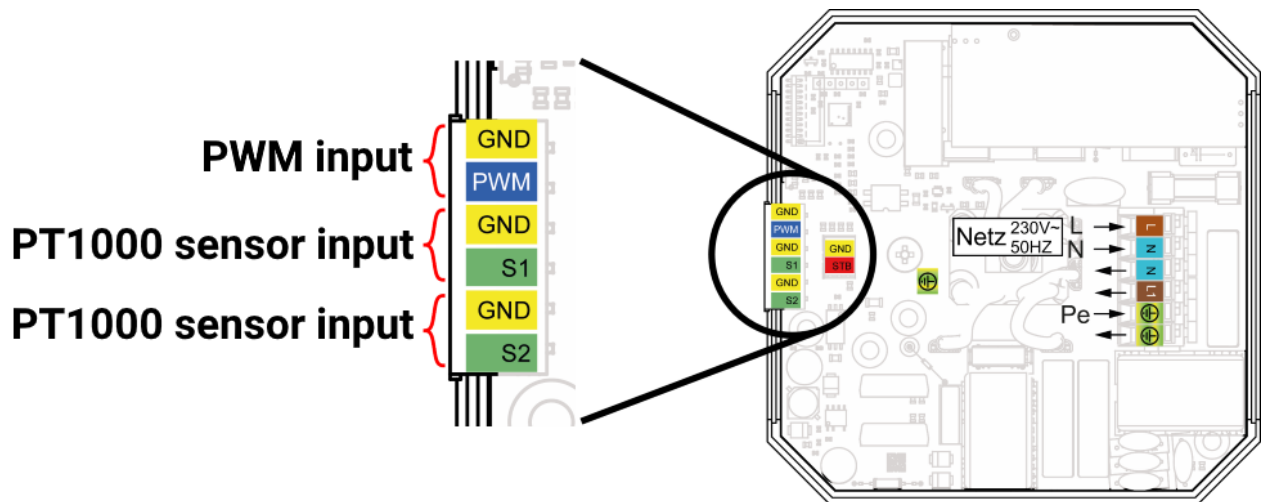 PWM input
PT1000 sensor input
PT1000 sensor input
GND
PWM
GND
S1
GND
S2
GND
PWM
GND
S1
GND
S2
GND
STB
Netz 230V~
50HZ
L
N
Pe
L
N
N
L1